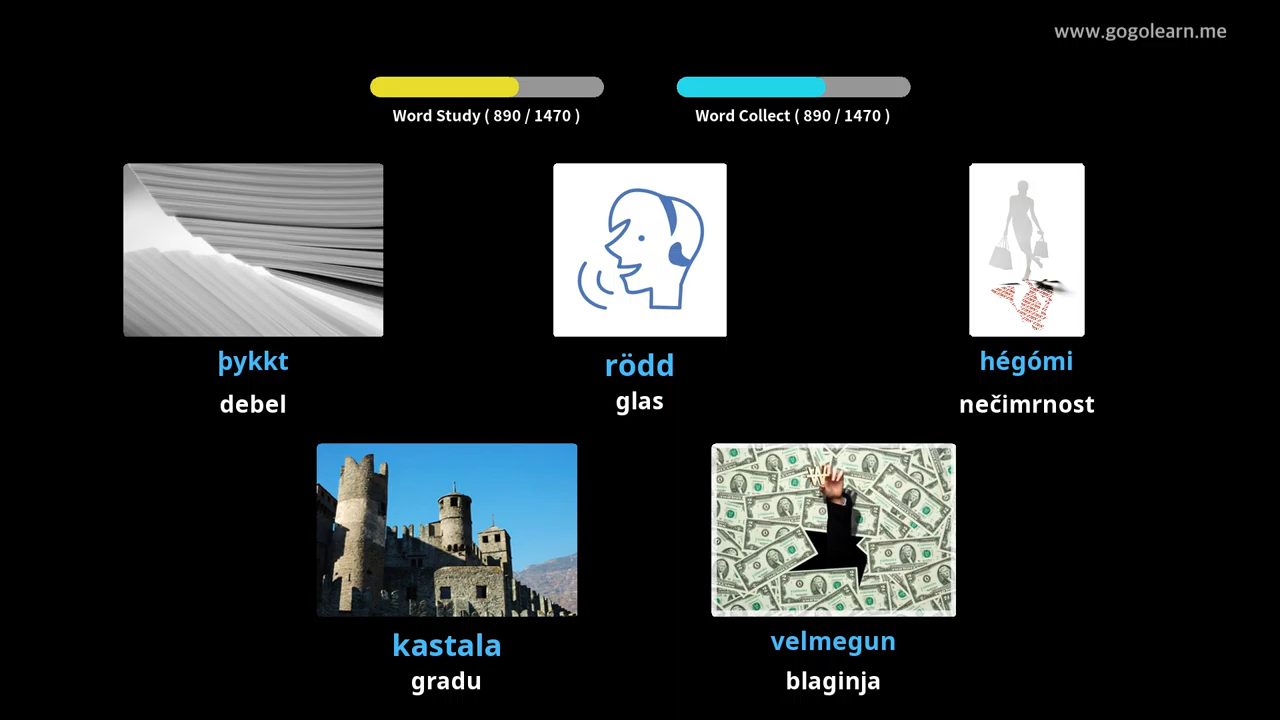 www.gogolearn.me
Word Study ( 890 / 1470 )
Word Collect ( 890 / 1470 )
þykkt
debel
rödd
glas
hégómi
nečimrnost
kastala
gradu
velmegun
blaginja